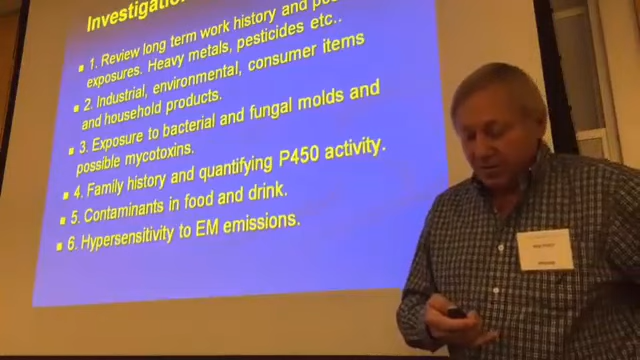 Investigation
1. Review long term work history and
exposures. Heavy metals, pesticides etc..
2. Industrial, environmental, consumer items
and household products.
3. Exposure to bacterial and fungal molds and
possible mycotoxins.
4. Family history and quantifying P450 activity.
5. Contaminants in food and drink.
6. Hypersensitivity to EM emissions.